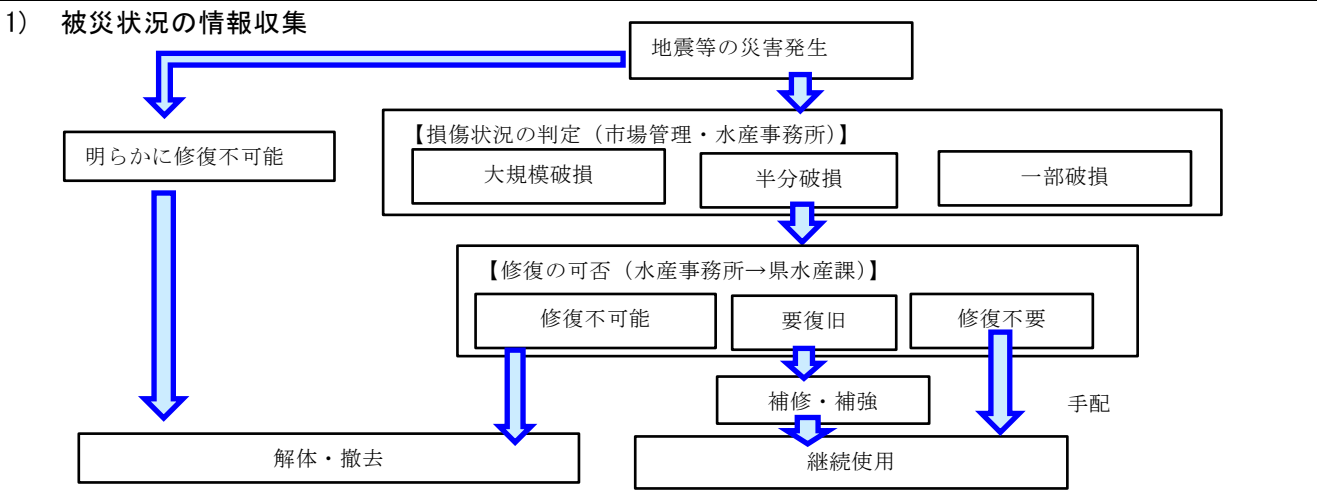 1) 被災状況の情報収集
地震等の災害発生
明らかに修復不可能
【損傷状況の判定（市場管理・水産事務所）】
大規模破損
半分破損
一部破損
【修復の可否（水産事務所→県水産課）】
修復不可能
要復旧
修復不要
補修・補強
手配
解体・撤去
継続使用